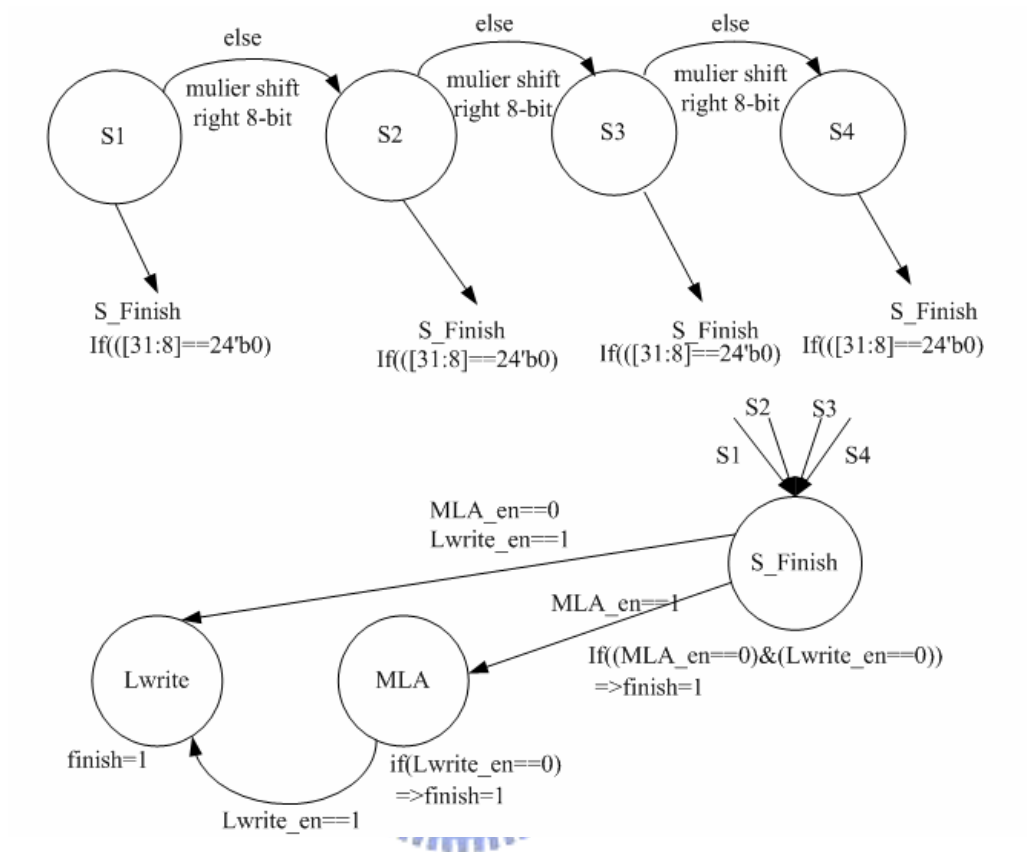 else
else
else
mulier shift
right 8-bit
mulier shift
right 8-bit
mulier shift
right 8-bit
S1
S2
S3
S4
S_Finish
If(([31:8]==24'b0)
S_Finish
If(([31:8]==24'b0)
S_Finish
If(([31:8]==24'b0)
S_Finish
If(([31:8]==24'b0)
S2
S3
S1
S4
MLA_en==0
Lwrite_en==1
S_Finish
MLA_en==1
If((MLA_en==0)&(Lwrite_en==0))
=>finish=1
Lwrite
MLA
finish=1
if(Lwrite_en==0)
=>finish=1
Lwrite_en==1